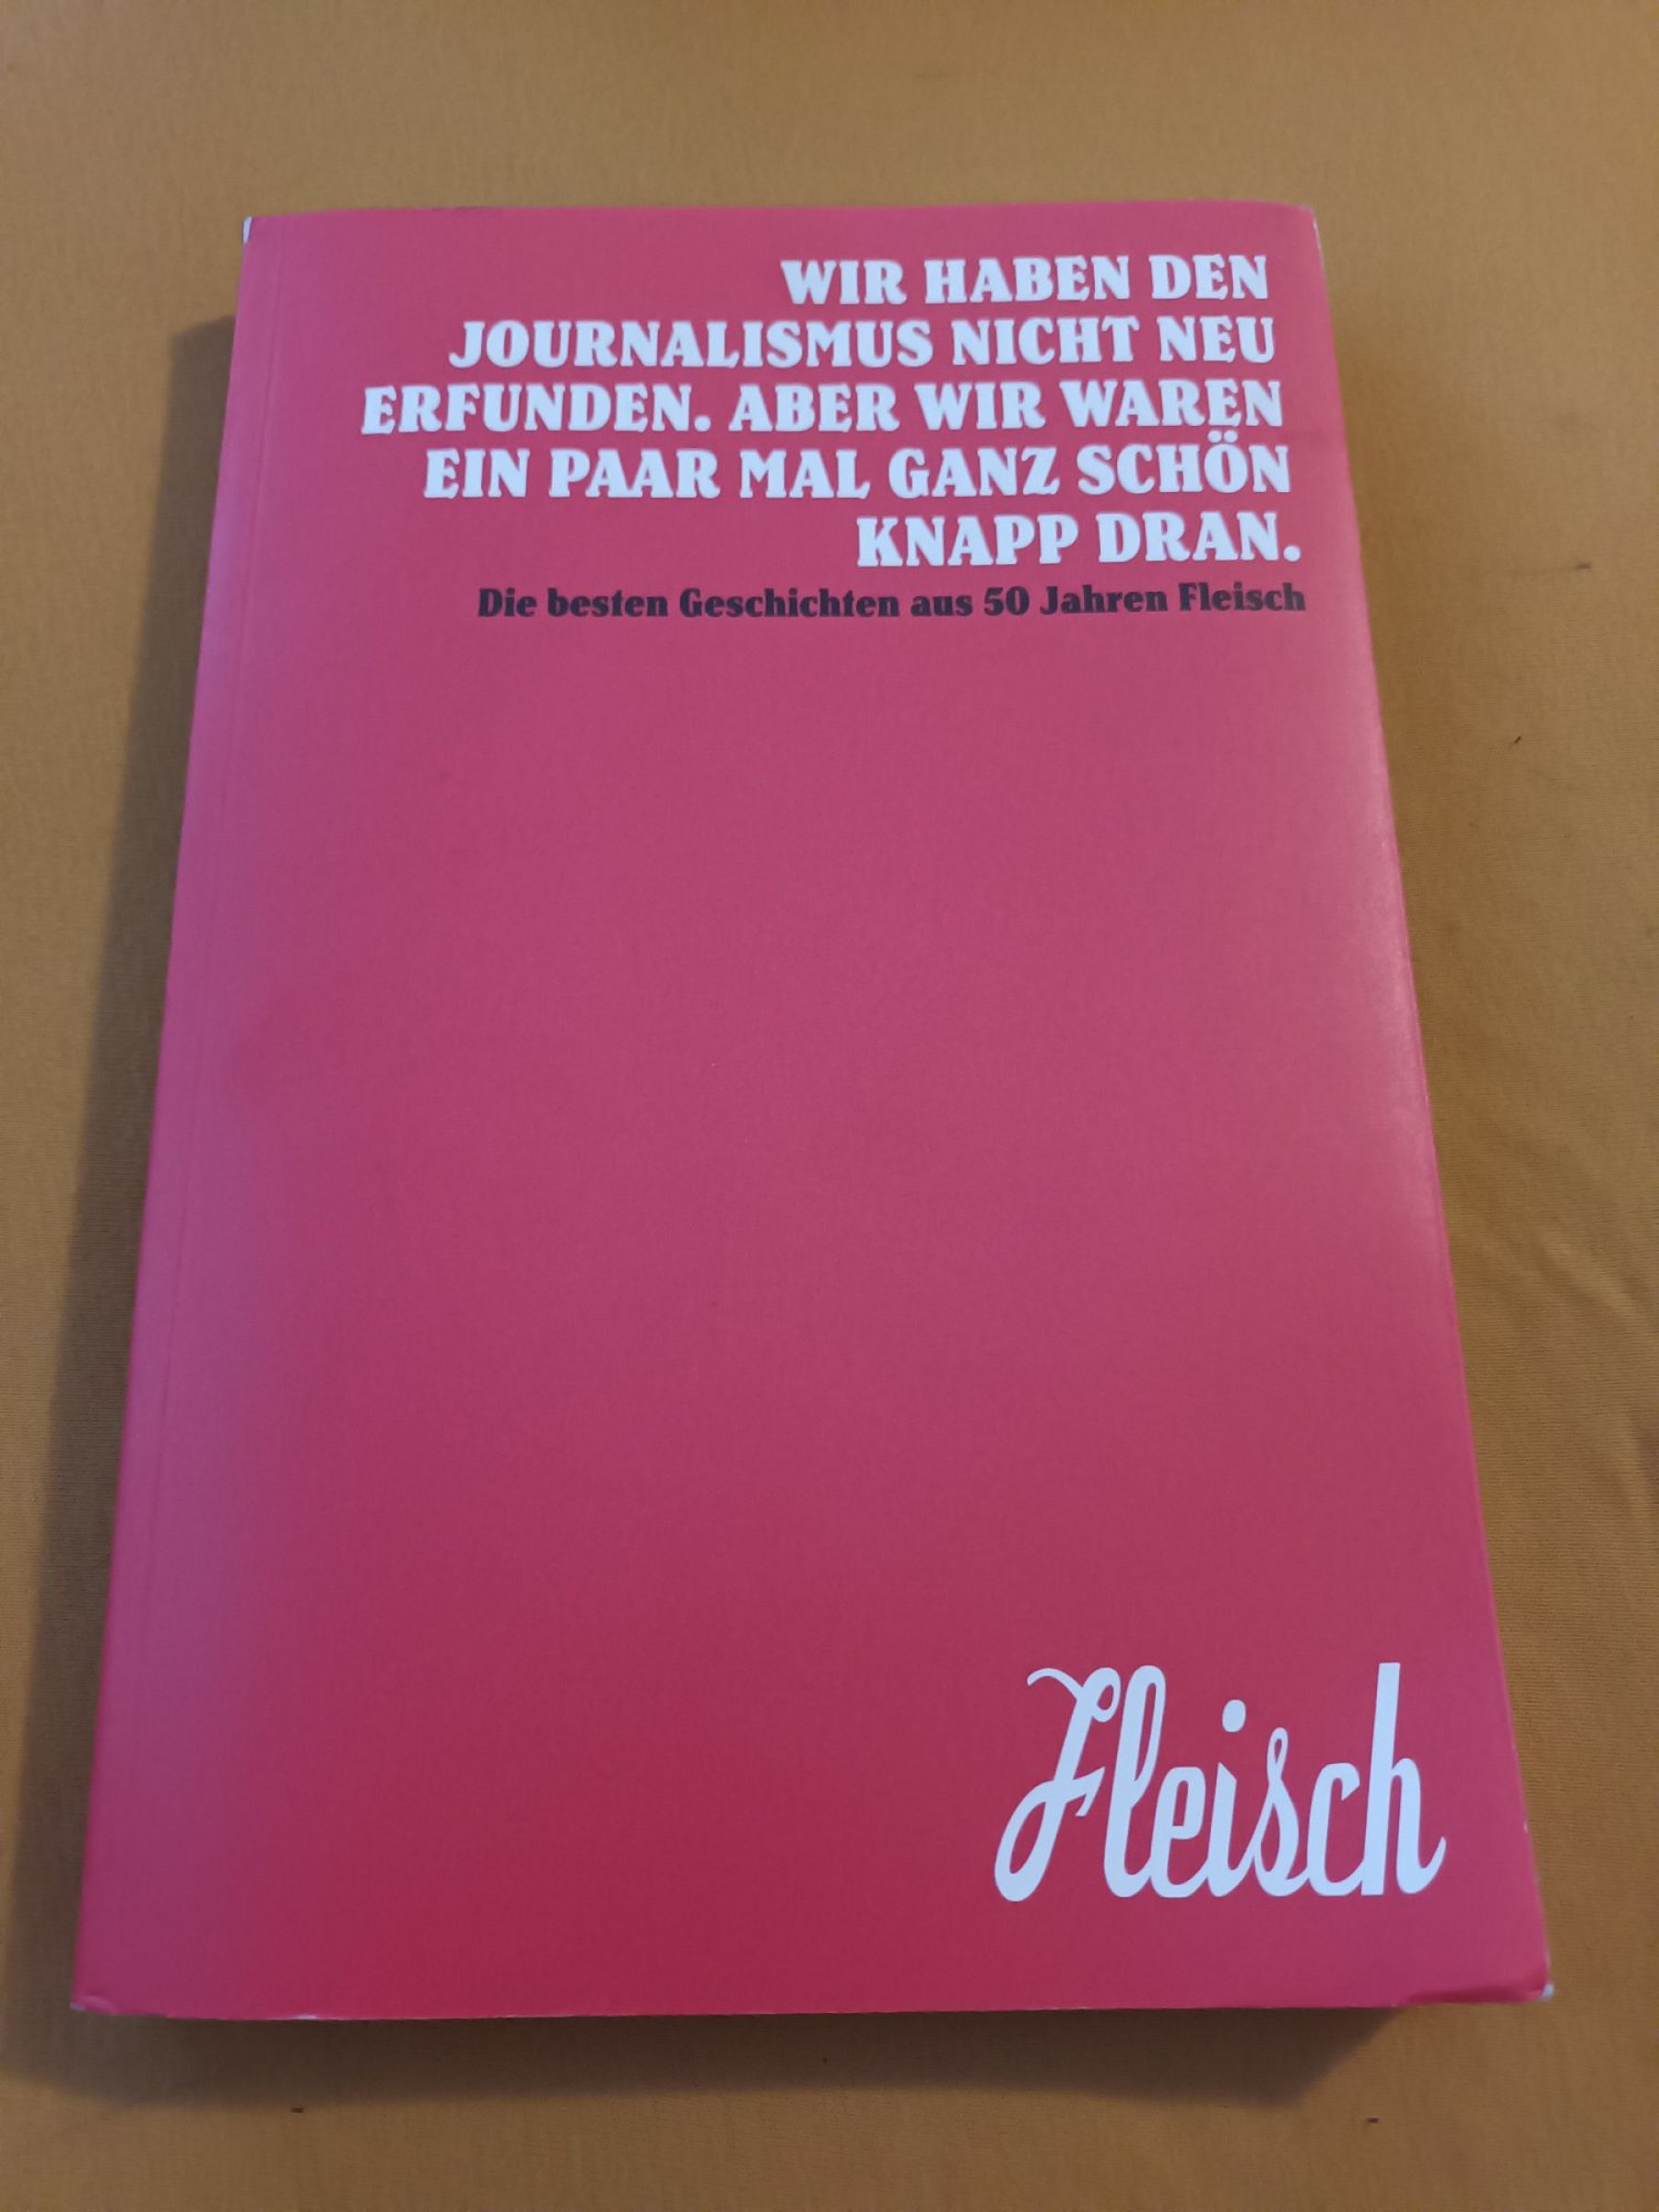 WIR HABEN DEN
JOURNALISMUS NICHT NEU
ERFUNDEN. ABER WIR WAREN
EIN PAAR MAL GANZ SCHÖN
KNAPP DRAN.
Die besten Geschichten aus 50 Jahren Fleisch
Fleisch